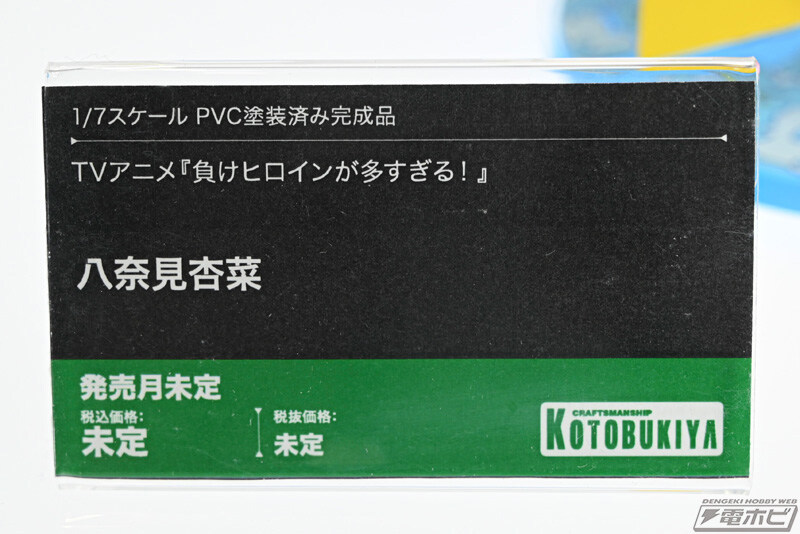 1/7スケール PVC塗装済み完成品
TVアニメ『負けヒロインが多すぎる!』
八奈見杏菜
発売月未定
税込価格:
未定
税抜価格:
未定
CRAFTSMANSHIP
KOTOBUKIYA
DENGEKI HOBBY WEB
電ホビ